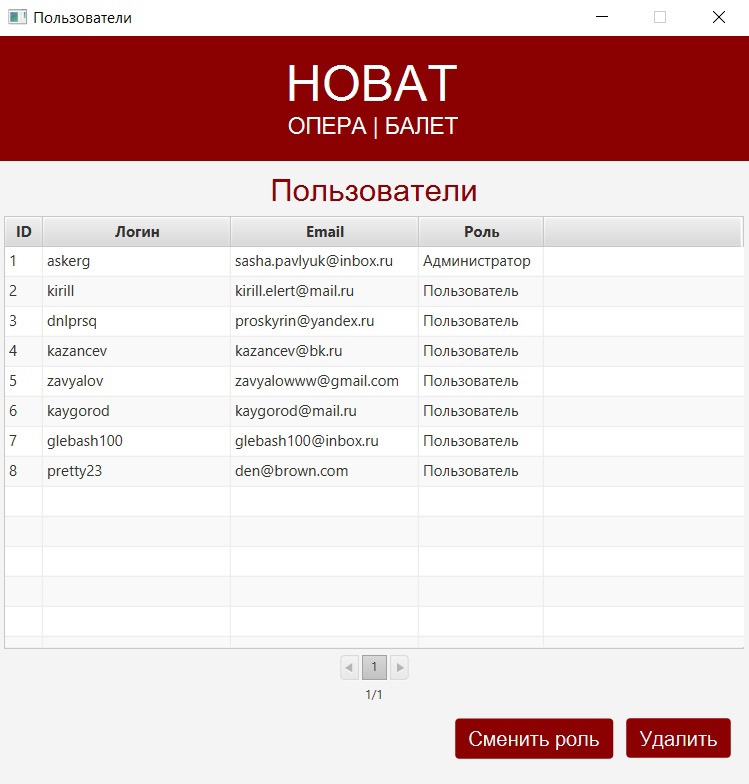 Пользователи
НОВАТ
ОПЕРА | БАЛЕТ
Пользователи
ID Логин Email Роль
1 askerg sasha.pavlyuk@inbox.ru Администратор
2 kirill kirill.elert@mail.ru Пользователь
3 dnlprsq proskyrin@yandex.ru Пользователь
4 kazancev kazancev@bk.ru Пользователь
5 zavyalov zavyalowww@gmail.com Пользователь
6 kaygorod kaygorod@mail.ru Пользователь
7 glebash100 glebash100@inbox.ru Пользователь
8 pretty23 den@brown.com Пользователь
1
1/1
Сменить роль Удалить